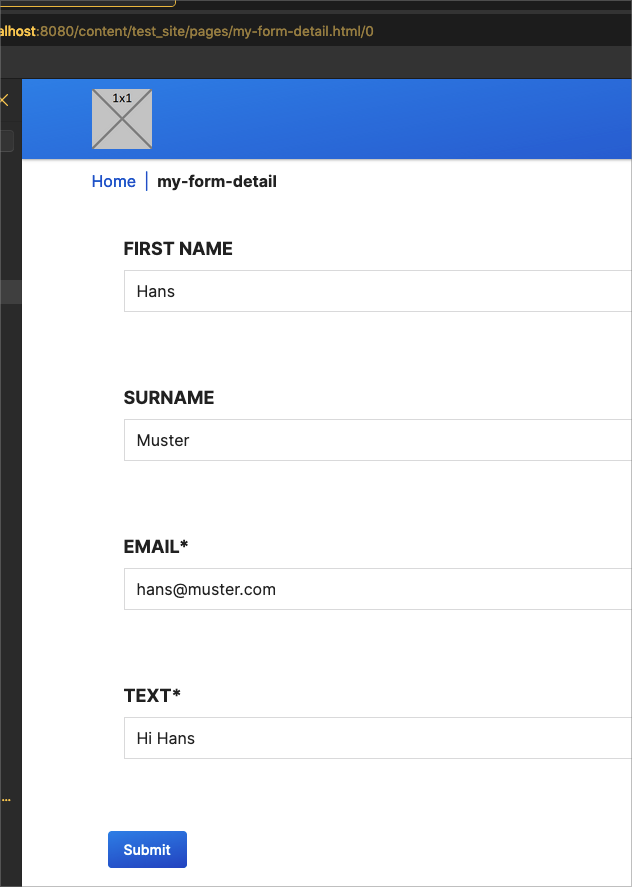 alhost:8080/content/test_site/pages/my-form-detail.html/0
1x1
Home | my-form-detail
FIRST NAME
Hans
SURNAME
Muster
EMAIL*
hans@muster.com
TEXT*
Hi Hans
...
Submit